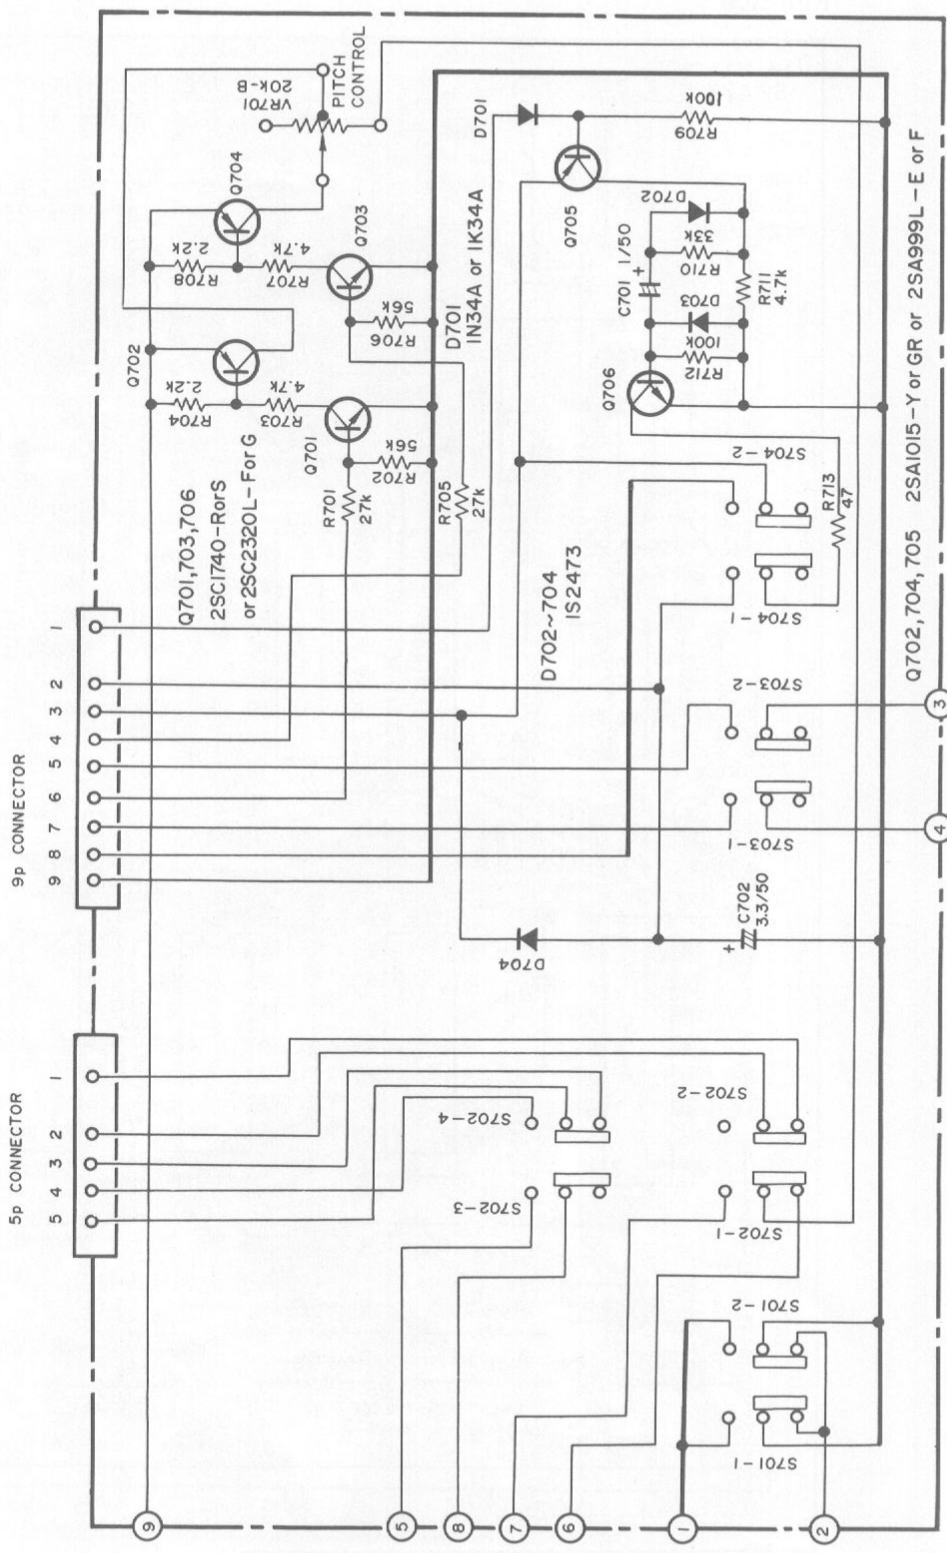 9p CONNECTOR
9 8 7 6 5 4 3 2 1
5p CONNECTOR
5 4 3 2 1
Q701,703,706
2SC1740-RorS
or2SC2320L-ForG
Q702
R704
2.2k
R703
4.7k
Q701
R702
56k
R701
27k
R705
27k
Q704
R708
2.2k
R707
4.7k
Q703
R706
56k
VR701
20k-B
PITCH
CONTROL
D701
IN34A or IK34A
D701
Q705
R709
100k
D702
C701 1/50
+
R710
33k
D703
R711
4.7k
R712
100k
Q706
D702~704
IS2473
S704-2
S704-1
R713
47
S703-2
S703-1
D704
+
C702
3.3/50
S702-4
S702-3
S702-2
S702-1
S701-2
S701-1
9
5
8
7
6
1
2
4
3
Q702,704,705 2SA1015-Y or GR or 2SA999L-E or F